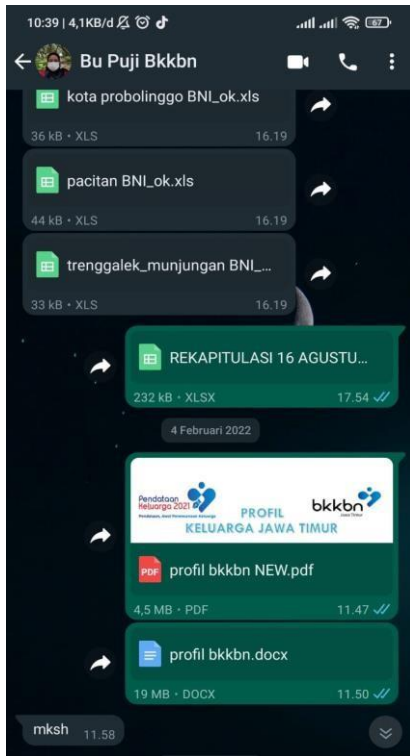 10:39 | 4,1KB/d
67
Bu Puji Bkkbn
kota probolinggo BNI_ok.xls
36 kB • XLS 16.19
pacitan BNI_ok.xls
44 kB • XLS 16.19
trenggalek_munjungan BNI_...
33 kB • XLS 16.19
REKAPITULASI 16 AGUSTU...
232 kB • XLSX 17.54
4 Februari 2022
Pendataan
Keluarga 2021
PROFIL
bkkbn
KELUARGA JAWA TIMUR
PDF
profil bkkbn NEW.pdf
4,5 MB • PDF 11.47
profil bkkbn.docx
19 MB • DOCX 11.50
mksh 11.58